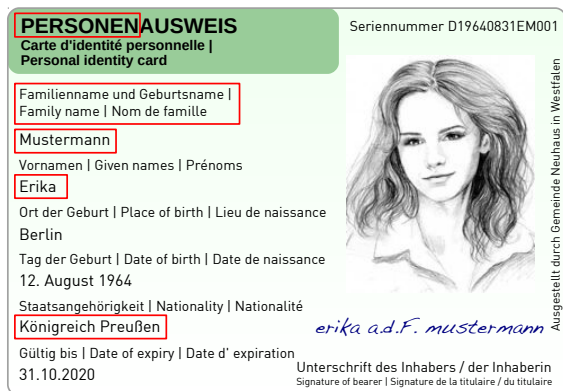 PERSONENAUSWEIS
Carte d'identité personnelle |
Personal identity card
Seriennummer D19640831EM001
Familienname und Geburtsname |
Family name | Nom de famille
Mustermann
Vornamen | Given names | Prénoms
Erika
Ort der Geburt | Place of birth | Lieu de naissance
Berlin
Tag der Geburt | Date of birth | Date de naissance
12. August 1964
Staatsangehörigkeit | Nationality | Nationalité
Königreich Preußen
Gültig bis | Date of expiry | Date d' expiration
31.10.2020
erika a.d.F. mustermann
Unterschrift des Inhabers / der Inhaberin
Signature of bearer | Signature de la titulaire / du titulaire
Ausgestellt durch Gemeinde Neuhaus in Westfalen